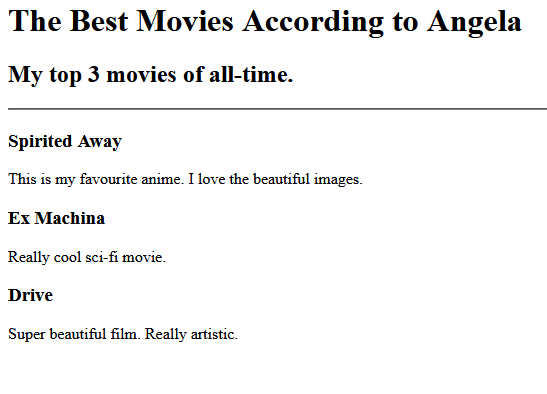 The Best Movies According to Angela
My top 3 movies of all-time.
Spirited Away
This is my favourite anime. I love the beautiful images.
Ex Machina
Really cool sci-fi movie.
Drive
Super beautiful film. Really artistic.